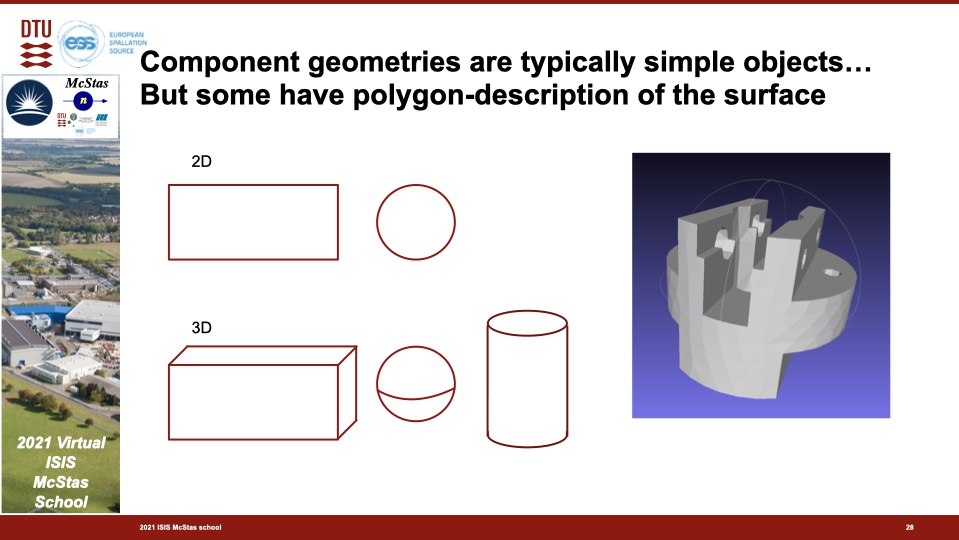 DTU
ess
EUROPEAN
SPALLATION
SOURCE
Component geometries are typically simple objects…
But some have polygon-description of the surface
McStas
n
DTU
2D
3D
2021 Virtual
ISIS
McStas
School
2021 ISIS McStas school
28